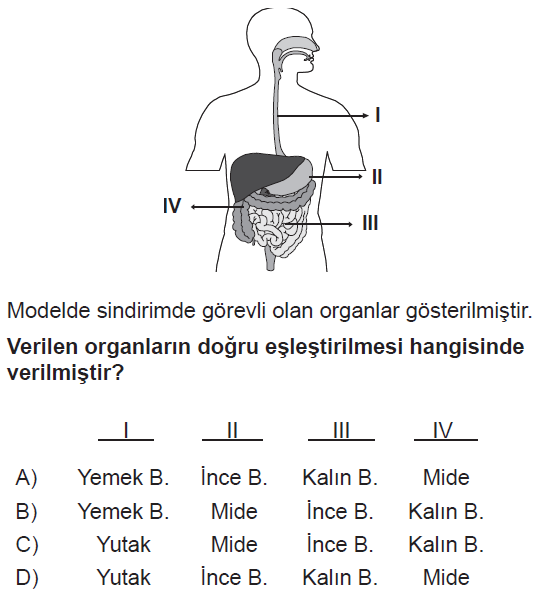 I
II
IV
III
Modelde sindirimde görevli olan organlar gösterilmiştir.
Verilen organların doğru eşleştirilmesi hangisinde
verilmiştir?
I II III IV
A) Yemek B. İnce B. Kalın B. Mide
B) Yemek B. Mide İnce B. Kalın B.
C) Yutak Mide İnce B. Kalın B.
D) Yutak İnce B. Kalın B. Mide